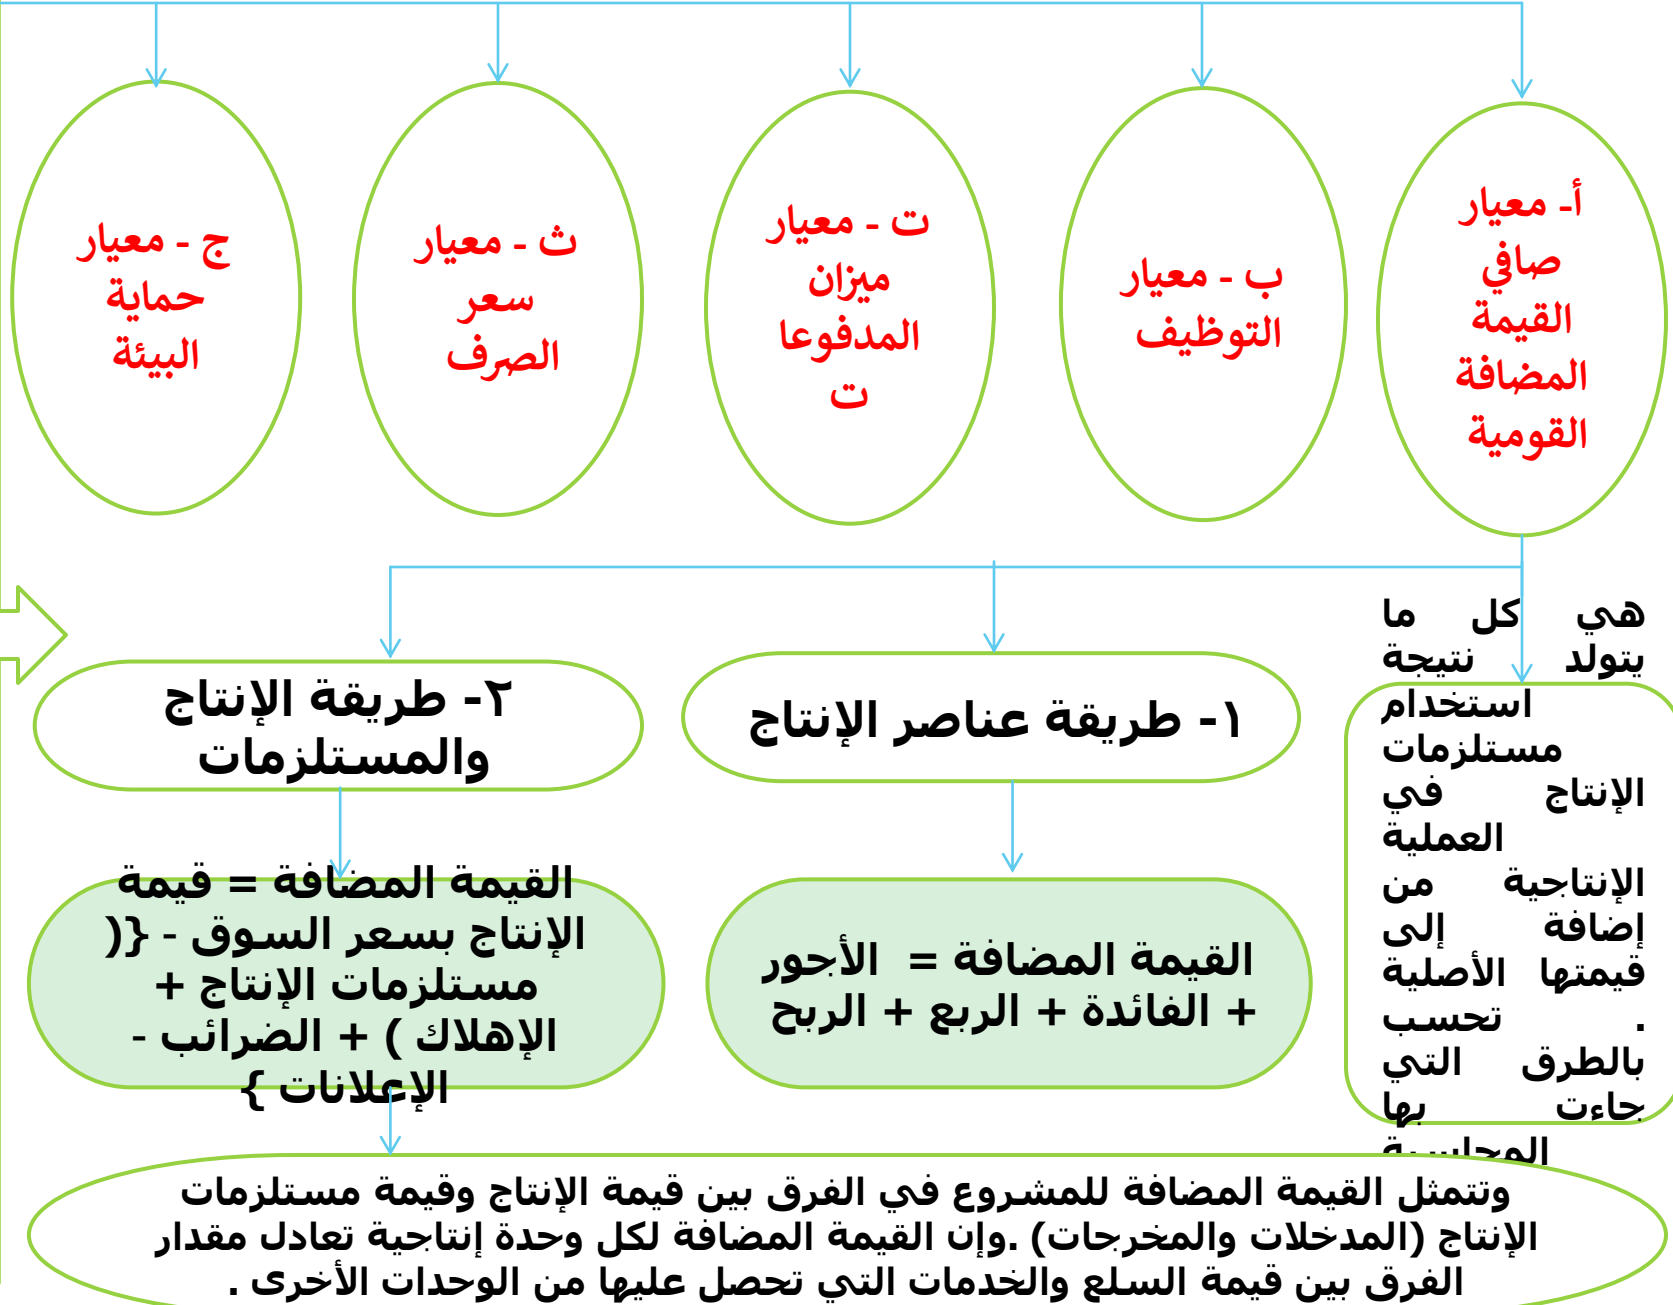 أ- معيار
صافي
القيمة
المضافة
القومية
ب - معيار
التوظيف
ت - معيار
ميزان
المدفوعا
ت
ث - معيار
سعر
الصرف
ج - معيار
حماية
البيئة
هي كل ما
يتولد نتيجة
استخدام
مستلزمات
الإنتاج في
العملية
الإنتاجية من
إضافة إلى
قيمتها الأصلية
. تحسب
بالطرق التي
جاءت بها
المحاسبة
١- طريقة عناصر الإنتاج
القيمة المضافة = الأجور
+ الفائدة + الربع + الربح
٢- طريقة الإنتاج
والمستلزمات
القيمة المضافة = قيمة
الإنتاج بسعر السوق - {(
مستلزمات الإنتاج +
الإهلاك ) + الضرائب -
الإعلانات }
وتتمثل القيمة المضافة للمشروع في الفرق بين قيمة الإنتاج وقيمة مستلزمات
الإنتاج (المدخلات والمخرجات) .وإن القيمة المضافة لكل وحدة إنتاجية تعادل مقدار
الفرق بين قيمة السلع والخدمات التي تحصل عليها من الوحدات الأخرى .